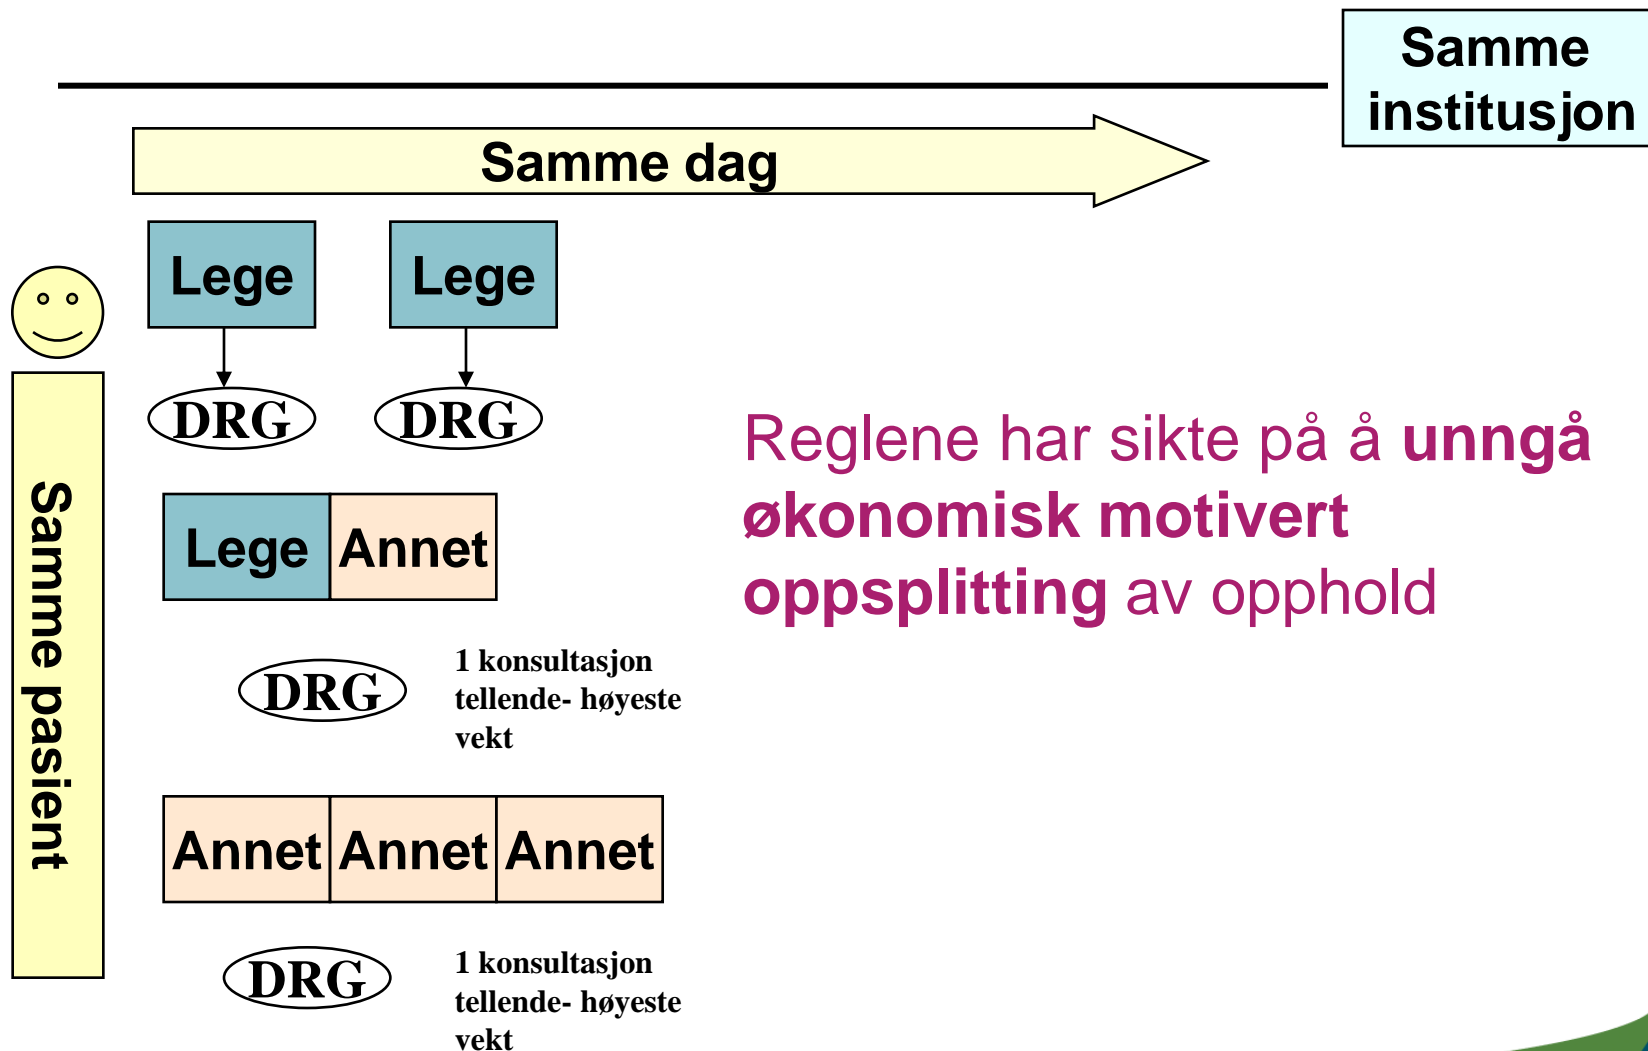 Samme
institusjon
Samme dag
Lege Lege
DRG DRG
Samme pasient
Lege Annet
DRG
1 konsultasjon
tellende- høyeste
vekt
Annet Annet Annet
DRG
1 konsultasjon
tellende- høyeste
vekt
Reglene har sikte på å unngå
økonomisk motivert
oppsplitting av opphold